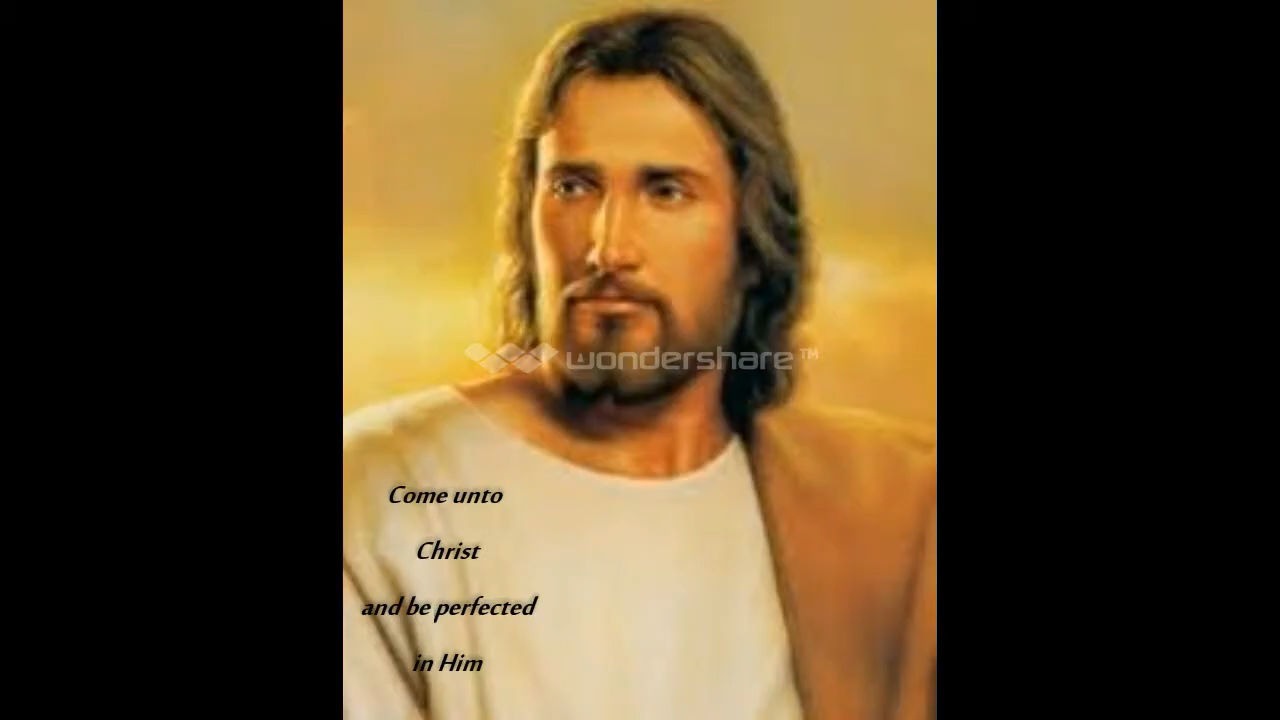 wondershare™
Come unto
Christ
and be perfected
in Him